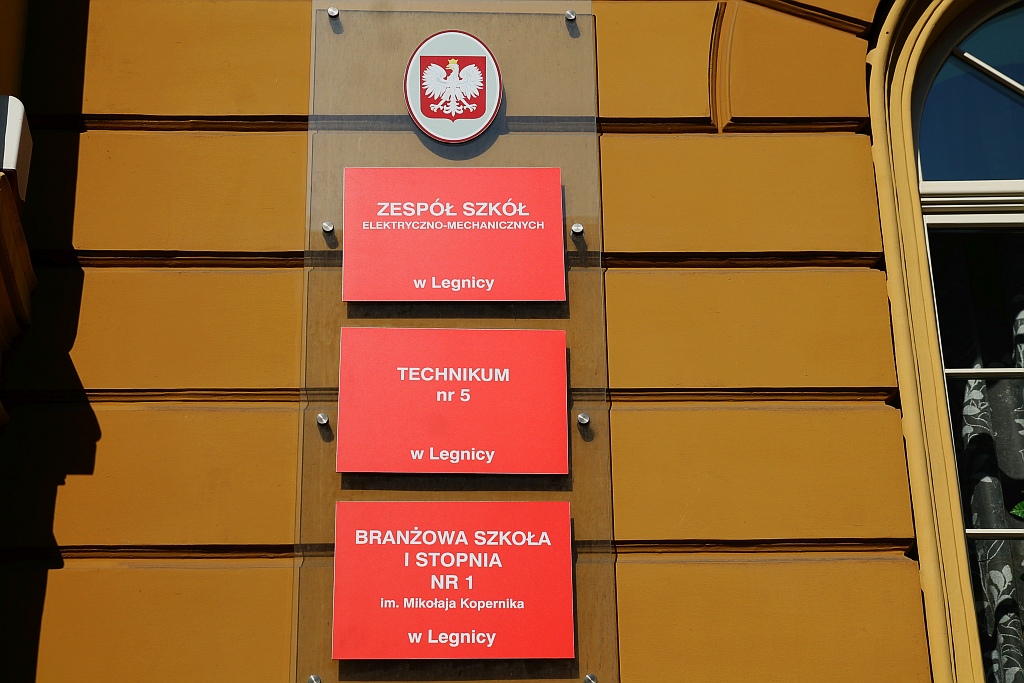 ZESPÓŁ SZKÓŁ
ELEKTRYCZNO-MECHANICZNYCH
w Legnicy
TECHNIKUM
nr 5
w Legnicy
BRANŻOWA SZKOŁA
I STOPNIA
NR 1
im. Mikołaja Kopernika
w Legnicy